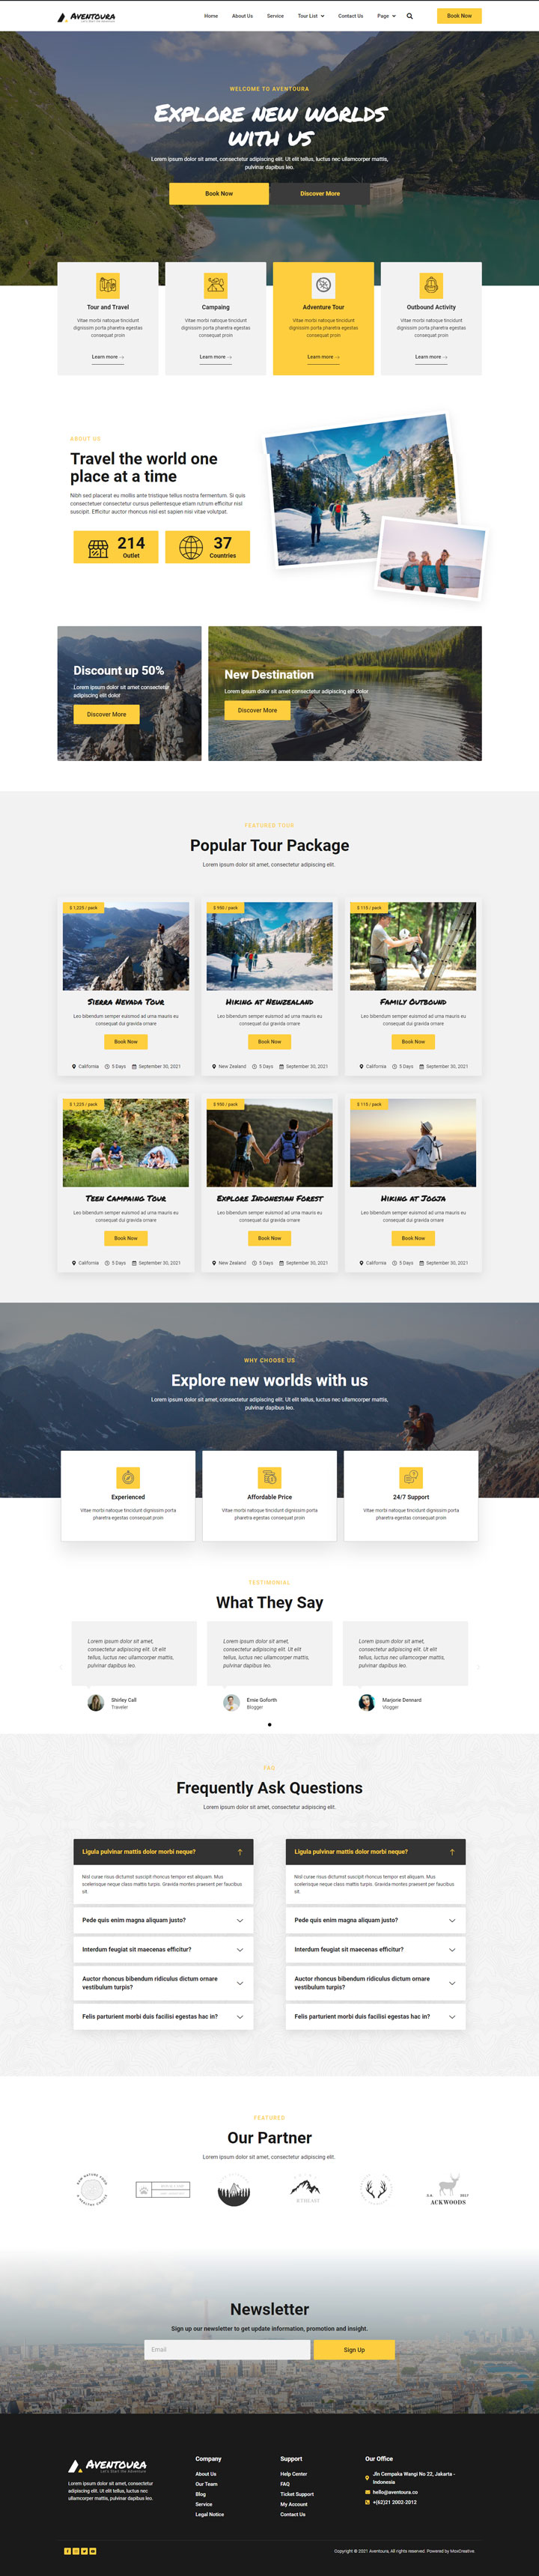 AVENTOURA
Home About Us Service Tour List Contact Us Page Book Now
WELCOME TO AVENTOURA
EXPLORE NEW WORLDS
WITH US
Lorem ipsum dolor sit amet, consectetur adipiscing elit. Ut elit tellus, luctus nec ullamcorper mattis,
pulvinar dapibus leo.
Book Now Discover More
Tour and Travel
Vitae morbi natoque tincidunt
dignissim porta pharetra egestas
consequat proin
Learn more →
Campaing
Vitae morbi natoque tincidunt
dignissim porta pharetra egestas
consequat proin
Learn more →
Adventure Tour
Vitae morbi natoque tincidunt
dignissim porta pharetra egestas
consequat proin
Learn more →
Outbound Activity
Vitae morbi natoque tincidunt
dignissim porta pharetra egestas
consequat proin
Learn more →
ABOUT US
Travel the world one
place at a time
Nibh sed placerat eu mollis ante tristique tellus nostra fermentum. Si quis
consectetuer consectetur cursus pellentesque etiam rutrum efficitur nisl
suscipit. Efficitur auctor rhoncus nisl est sapien nisi vitae volutpat.
214
Outlet
37
Countries
Discount up 50%
Lorem ipsum dolor sit amet consectetur
adipiscing elit dolor
Discover More
New Destination
Lorem ipsum dolor sit amet consectetur adipiscing elit dolor
Discover More
FEATURED TOUR
Popular Tour Package
Lorem ipsum dolor sit amet, consectetur adipiscing elit.
$ 1,225 / pack
SIERRA NEVADA TOUR
Leo bibendum semper euismod ad urna mauris eu
consequat dui gravida ornare
Book Now
California 5 Days September 30, 2021
$ 950 / pack
HIKING AT NEWZEALAND
Leo bibendum semper euismod ad urna mauris eu
consequat dui gravida ornare
Book Now
New Zealand 5 Days September 30, 2021
$ 115 / pack
FAMILY OUTBOUND
Leo bibendum semper euismod ad urna mauris eu
consequat dui gravida ornare
Book Now
California 5 Days September 30, 2021
$ 1,225 / pack
TEEN CAMPAING TOUR
Leo bibendum semper euismod ad urna mauris eu
consequat dui gravida ornare
Book Now
California 5 Days September 30, 2021
$ 950 / pack
EXPLORE INDONESIAN FOREST
Leo bibendum semper euismod ad urna mauris eu
consequat dui gravida ornare
Book Now
New Zealand 5 Days September 30, 2021
$ 115 / pack
HIKING AT JOGJA
Leo bibendum semper euismod ad urna mauris eu
consequat dui gravida ornare
Book Now
California 5 Days September 30, 2021
WHY CHOOSE US
Explore new worlds with us
Lorem ipsum dolor sit amet, consectetur adipiscing elit. Ut elit tellus, luctus nec ullamcorper mattis,
pulvinar dapibus leo.
Experienced
Vitae morbi natoque tincidunt dignissim porta
pharetra egestas consequat proin
Affordable Price
Vitae morbi natoque tincidunt dignissim porta
pharetra egestas consequat proin
24/7 Support
Vitae morbi natoque tincidunt dignissim porta
pharetra egestas consequat proin
TESTIMONIAL
What They Say
Lorem ipsum dolor sit amet,
consectetur adipiscing elit. Ut elit
tellus, luctus nec ullamcorper mattis,
pulvinar dapibus leo.
Shirley Call
Traveler
Lorem ipsum dolor sit amet,
consectetur adipiscing elit. Ut elit
tellus, luctus nec ullamcorper mattis,
pulvinar dapibus leo.
Ernie Goforth
Blogger
Lorem ipsum dolor sit amet,
consectetur adipiscing elit. Ut elit
tellus, luctus nec ullamcorper mattis,
pulvinar dapibus leo.
Marjorie Dennard
Vlogger
FAQ
Frequently Ask Questions
Lorem ipsum dolor sit amet, consectetur adipiscing elit.
Ligula pulvinar mattis dolor morbi neque?
Nisl curae risus dictumst suscipit rhoncus tempor est aliquam. Mus
scelerisque neque class mattis turpis. Gravida montes praesent per faucibus
sit.
Pede quis enim magna aliquam justo?
Interdum feugiat sit maecenas efficitur?
Auctor rhoncus bibendum ridiculus dictum ornare
vestibulum turpis?
Felis parturient morbi duis facilisi egestas hac in?
Ligula pulvinar mattis dolor morbi neque?
Nisl curae risus dictumst suscipit rhoncus tempor est aliquam. Mus
scelerisque neque class mattis turpis. Gravida montes praesent per faucibus
sit.
Pede quis enim magna aliquam justo?
Interdum feugiat sit maecenas efficitur?
Auctor rhoncus bibendum ridiculus dictum ornare
vestibulum turpis?
Felis parturient morbi duis facilisi egestas hac in?
FEATURED
Our Partner
Lorem ipsum dolor sit amet, consectetur adipiscing elit.
ACKWOODS
Newsletter
Sign up our newsletter to get update information, promotion and insight.
Email Sign Up
AVENTOURA
Lorem ipsum dolor sit amet, consectetur
adipiscing elit. Ut elit tellus, luctus nec
ullamcorper mattis, pulvinar dapibus leo.
Company
About Us
Our Team
Blog
Service
Legal Notice
Support
Help Center
FAQ
Ticket Support
My Account
Contact Us
Our Office
Jln Cempaka Wangi No 22, Jakarta -
Indonesia
hello@aventoura.co
+(62)21 2002-2012
Copyright © 2021 Aventoura, All rights reserved. Powered by MoxCreative.